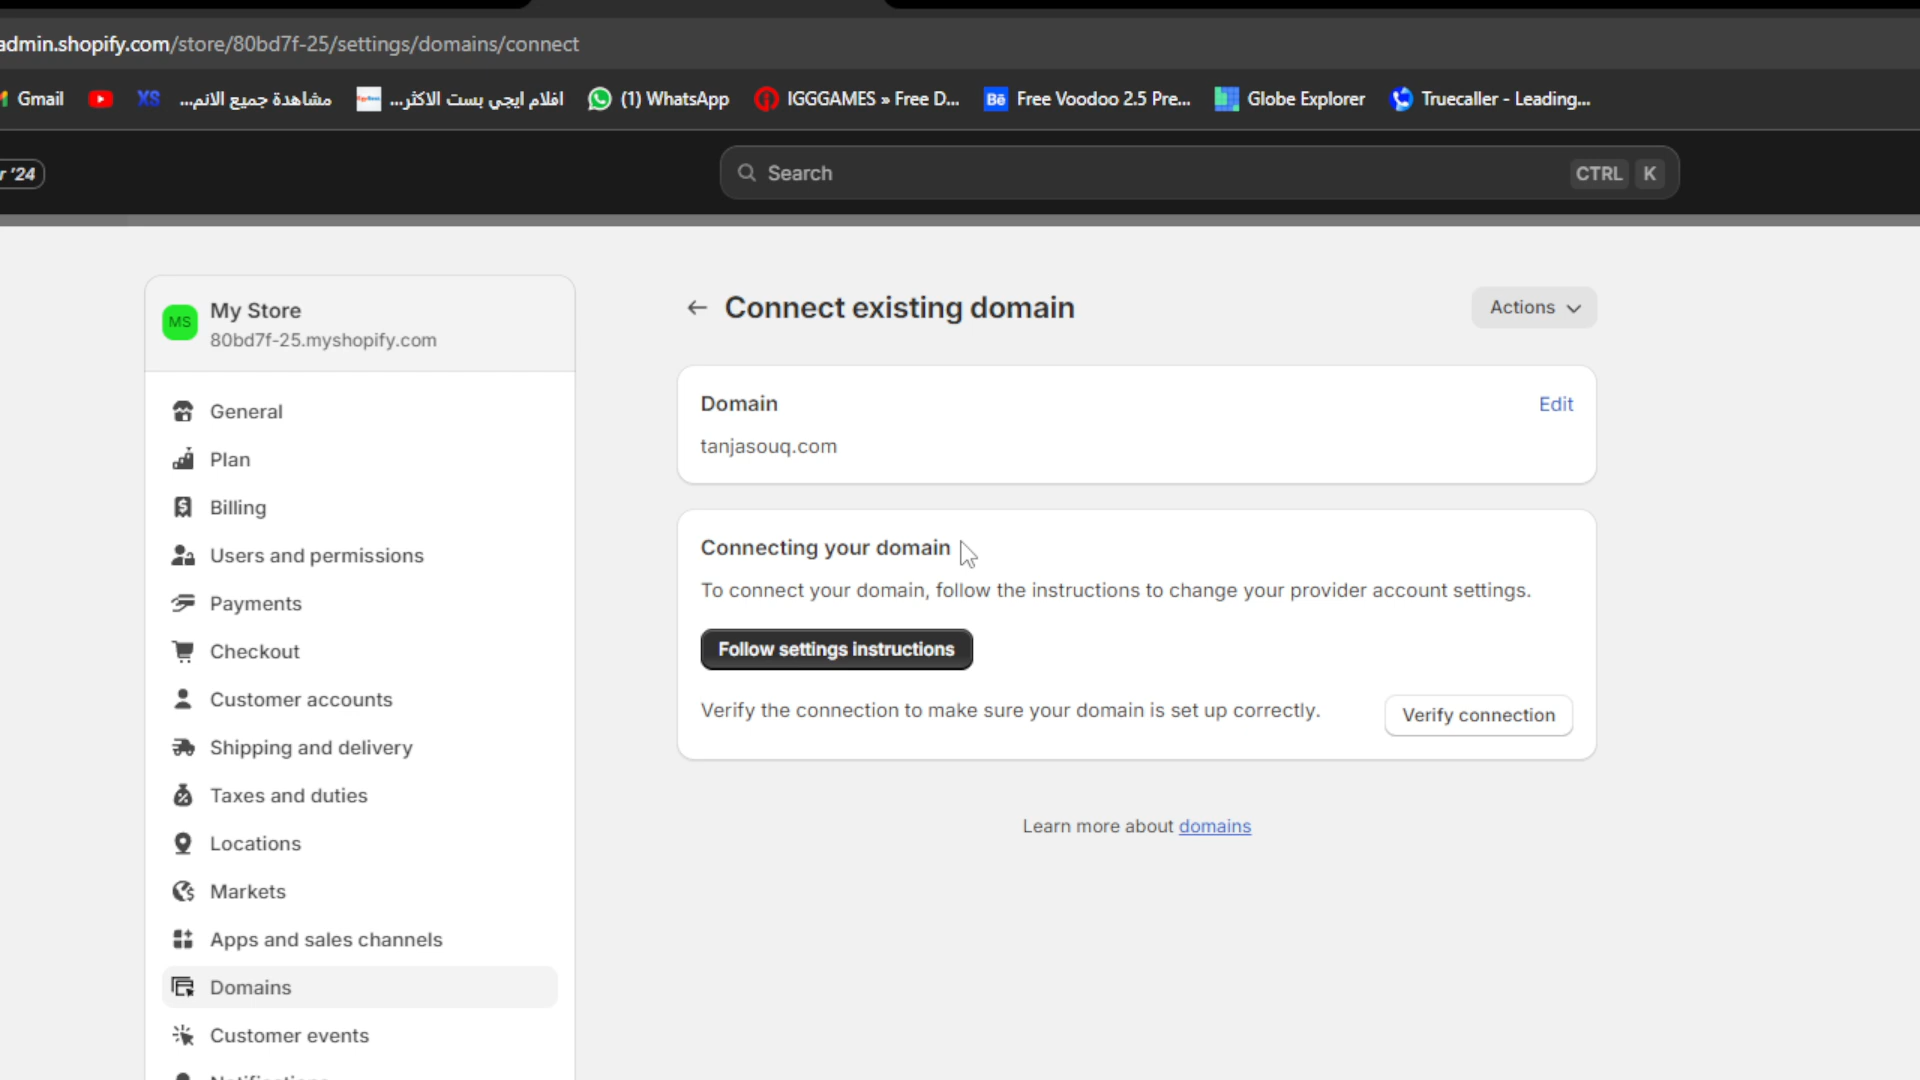 admin.shopify.com/store/80bd7f-25/settings/domains/connect
Gmail
XS مشاهدة جميع الانم...
افلام ايجي بست الاكثر...
(1) WhatsApp
IGGGAMES » Free D...
Bē Free Voodoo 2.5 Pre...
Globe Explorer
Truecaller - Leading...
r '24
Search
CTRL K
MS
My Store
80bd7f-25.myshopify.com
General
Plan
Billing
Users and permissions
Payments
Checkout
Customer accounts
Shipping and delivery
Taxes and duties
Locations
Markets
Apps and sales channels
Domains
Customer events
Connect existing domain
Actions
Domain
Edit
tanjasouq.com
Connecting your domain
To connect your domain, follow the instructions to change your provider account settings.
Follow settings instructions
Verify the connection to make sure your domain is set up correctly.
Verify connection
Learn more about domains